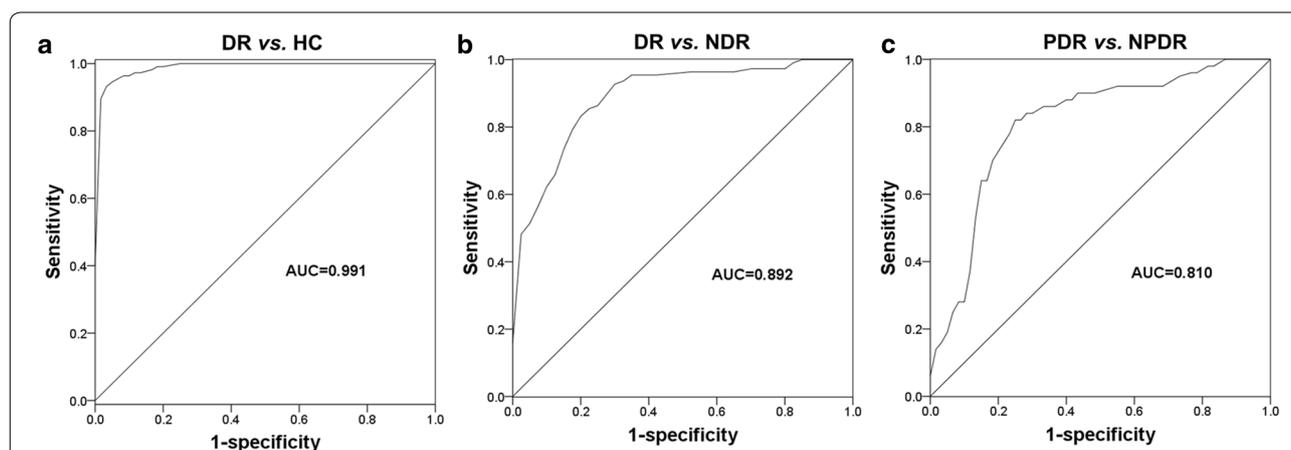 a
DR vs. HC
1.0
0.8
0.6
0.4
0.2
0.0
Sensitivity
AUC=0.991
0.0 0.2 0.4 0.6 0.8 1.0
1-specificity
b
DR vs. NDR
1.0
0.8
0.6
0.4
0.2
0.0
Sensitivity
AUC=0.892
0.0 0.2 0.4 0.6 0.8 1.0
1-specificity
c
PDR vs. NPDR
1.0
0.8
0.6
0.4
0.2
0.0
Sensitivity
AUC=0.810
0.0 0.2 0.4 0.6 0.8 1.0
1-specificity